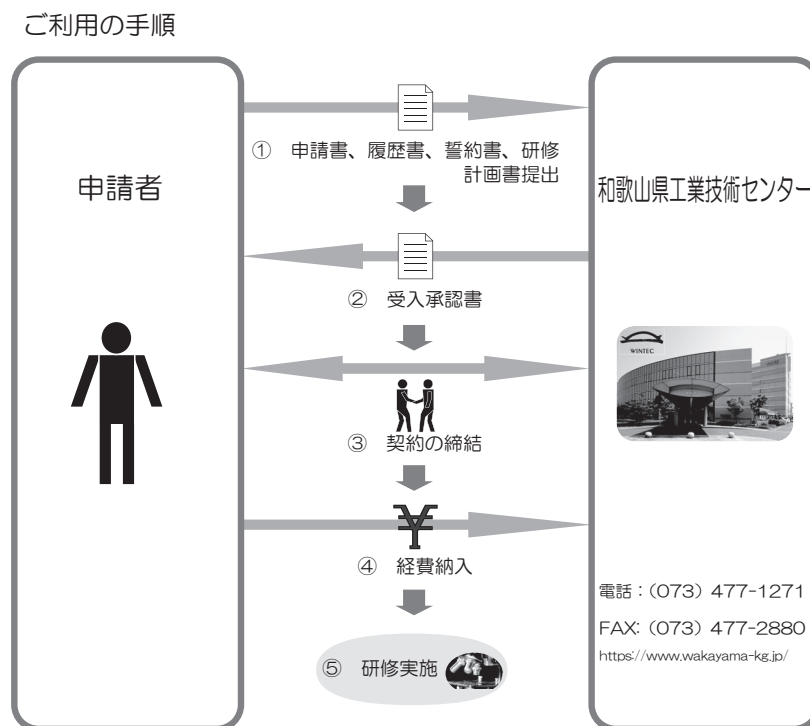 ご利用の手順
申請者
① 申請書、履歴書、誓約書、研修
計画書提出
② 受入承認書
③ 契約の締結
④ 経費納入
⑤ 研修実施
和歌山県工業技術センター
WINTEC
電話：(073) 477-1271
FAX: (073) 477-2880
https://www.wakayama-kg.jp/